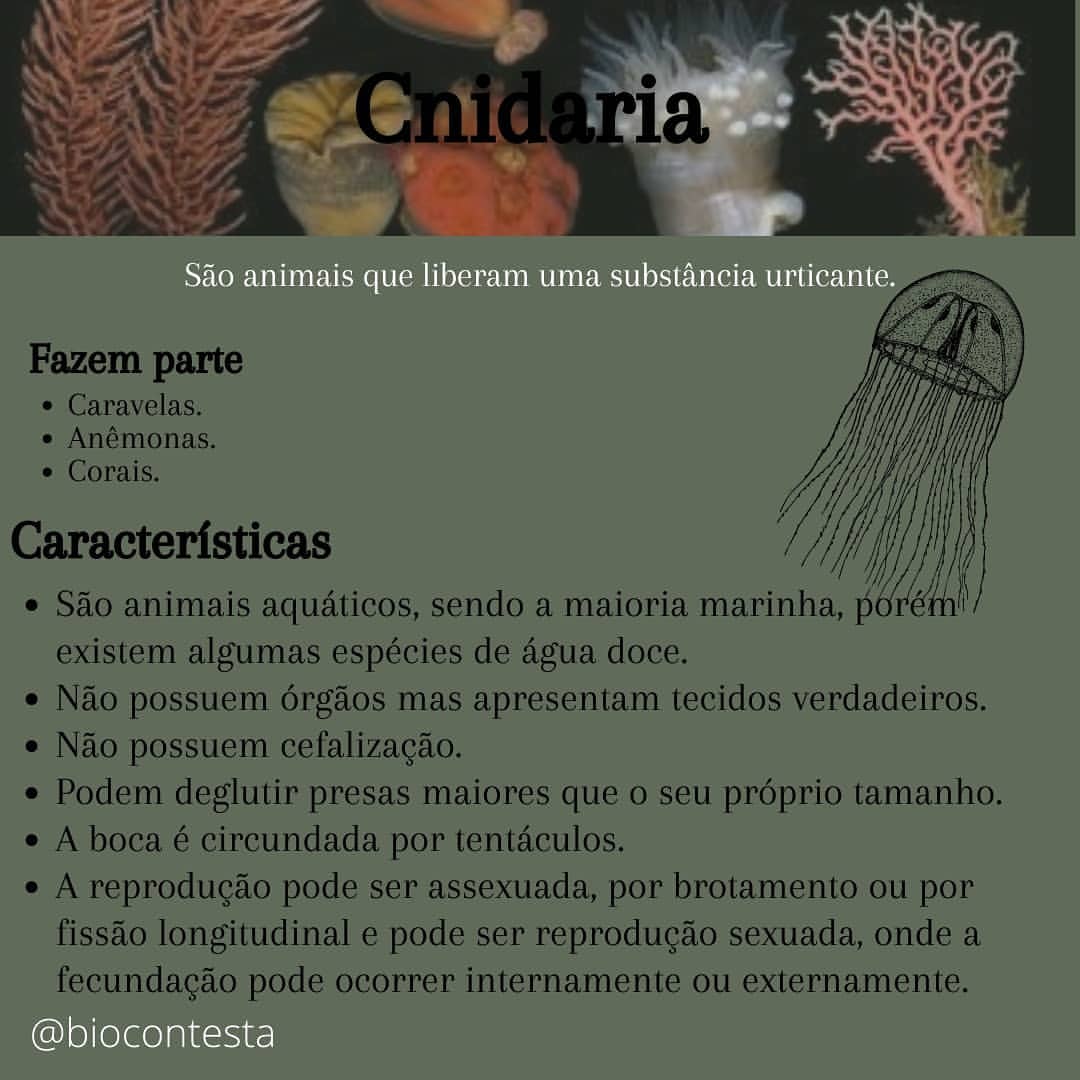 Cnidaria
São animais que liberam uma substância urticante.
Fazem parte
• Caravelas.
• Anêmonas.
• Corais.
Características
• São animais aquáticos, sendo a maioria marinha, porém
existem algumas espécies de água doce.
• Não possuem órgãos mas apresentam tecidos verdadeiros.
• Não possuem cefalização.
• Podem deglutir presas maiores que o seu próprio tamanho.
• A boca é circundada por tentáculos.
• A reprodução pode ser assexuada, por brotamento ou por
fissão longitudinal e pode ser reprodução sexuada, onde a
fecundação pode ocorrer internamente ou externamente.
@biocontesta